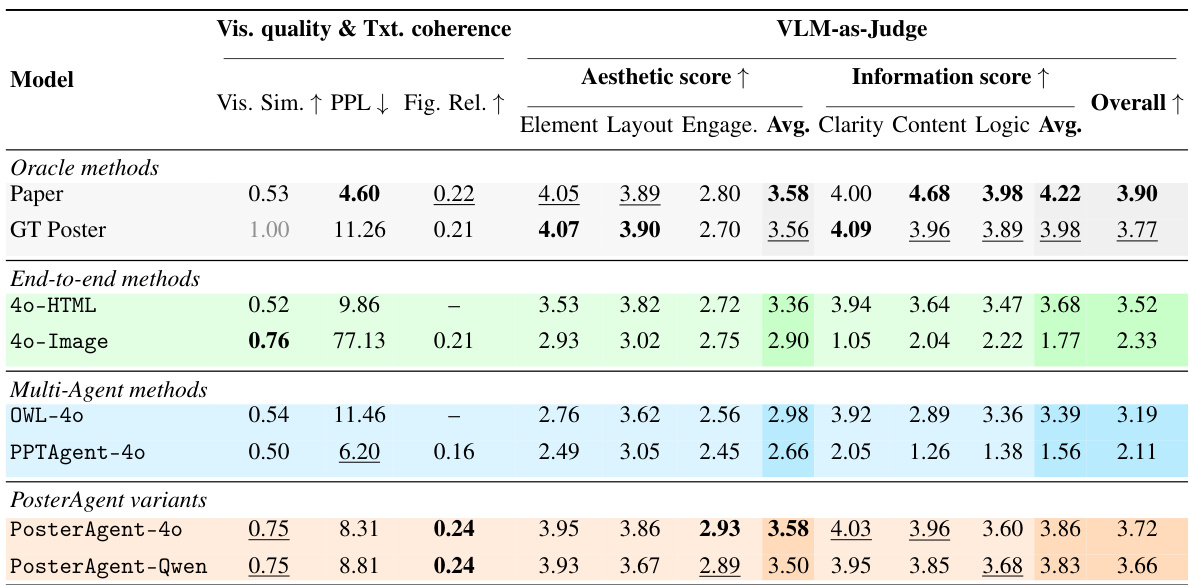 Vis. quality & Txt. coherence VLM-as-Judge
Model Aesthetic score ↑ Information score ↑
Vis. Sim. ↑ PPL ↓ Fig. Rel. ↑ Overall ↑
Element Layout Engage. Avg. Clarity Content Logic Avg.
Oracle methods
Paper 0.53 4.60 0.22 4.05 3.89 2.80 3.58 4.00 4.68 3.98 4.22 3.90
GT Poster 1.00 11.26 0.21 4.07 3.90 2.70 3.56 4.09 3.96 3.89 3.98 3.77
End-to-end methods
4o-HTML 0.52 9.86 – 3.53 3.82 2.72 3.36 3.94 3.64 3.47 3.68 3.52
4o-Image 0.76 77.13 0.21 2.93 3.02 2.75 2.90 1.05 2.04 2.22 1.77 2.33
Multi-Agent methods
OWL-4o 0.54 11.46 – 2.76 3.62 2.56 2.98 3.92 2.89 3.36 3.39 3.19
PPTAgent-4o 0.50 6.20 0.16 2.49 3.05 2.45 2.66 2.05 1.26 1.38 1.56 2.11
PosterAgent variants
PosterAgent-4o 0.75 8.31 0.24 3.95 3.86 2.93 3.58 4.03 3.96 3.60 3.86 3.72
PosterAgent-Qwen 0.75 8.81 0.24 3.93 3.67 2.89 3.50 3.95 3.85 3.68 3.83 3.66